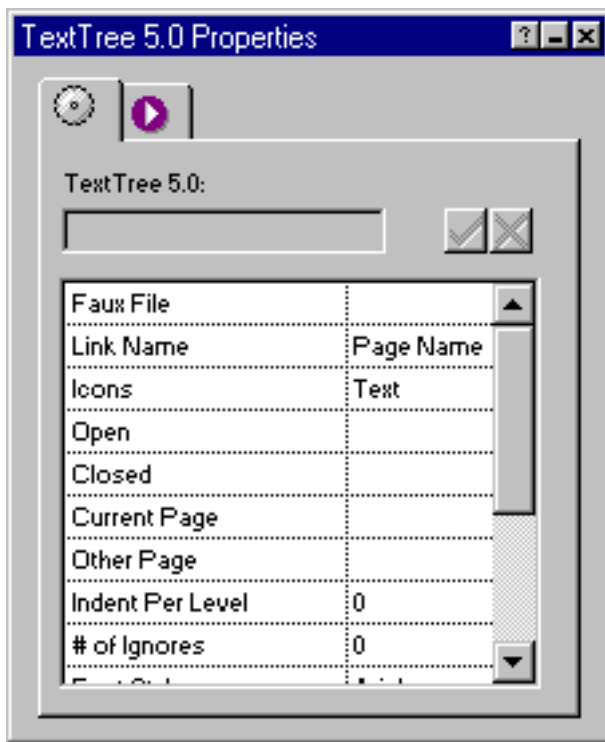 TextTree 5.0 Properties
TextTree 5.0:
Faux File
Link Name Page Name
Icons Text
Open
Closed
Current Page
Other Page
Indent Per Level 0
# of Ignores 0